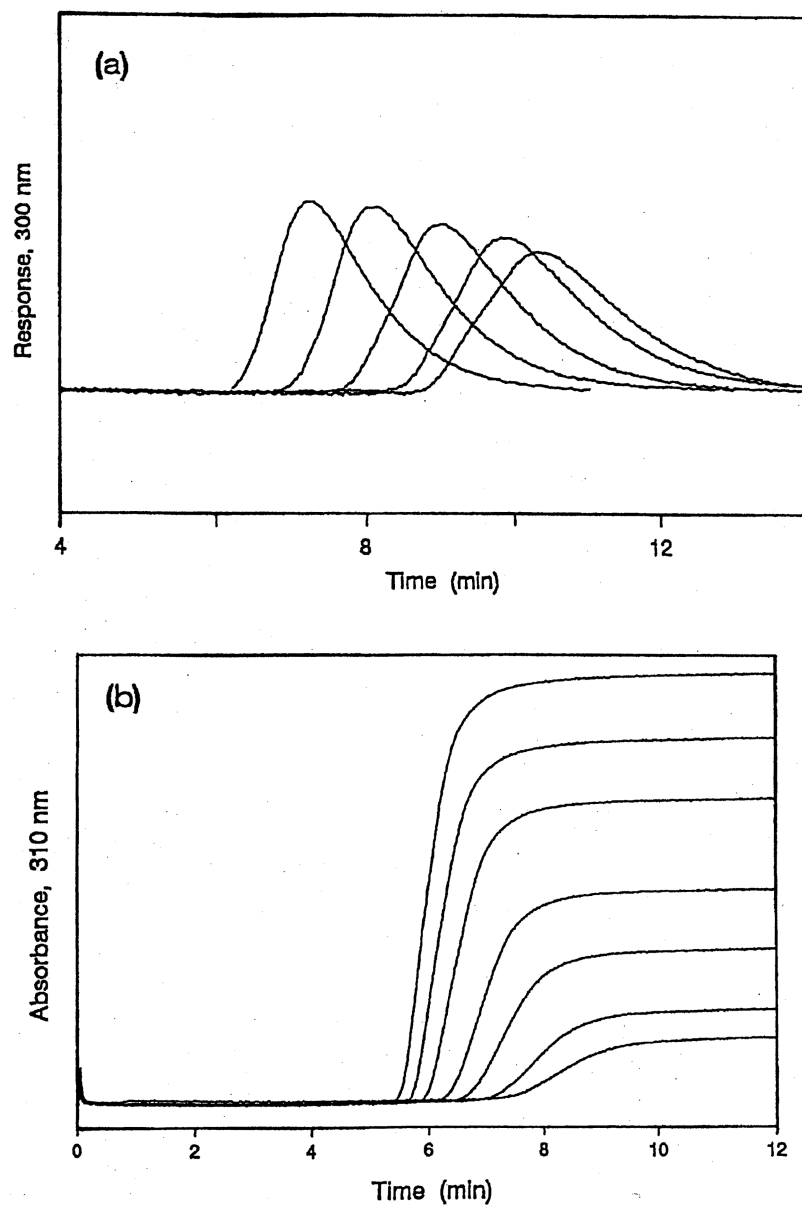 (a)
Response, 300 nm
4 8 12
Time (min)
(b)
Absorbance, 310 nm
0 2 4 6 8 10 12
Time (min)